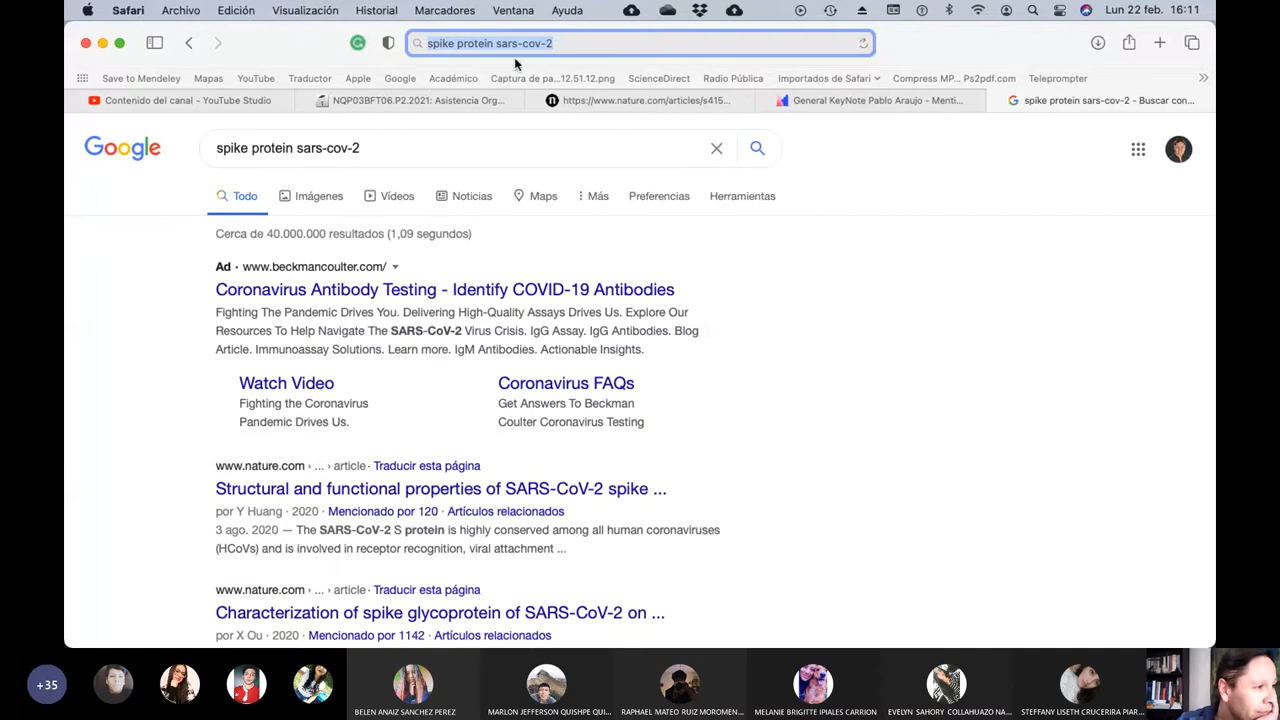 Safari Archivo Edición Visualización Historial Marcadores Ventana Ayuda Lun 22 feb. 16:11
spike protein sars-cov-2
Save to Mendeley Mapas YouTube Traductor Apple Google Académico Captura de pa...12.51.12.png ScienceDirect Radio Pública Importados de Safari Compress MP... Ps2pdf.com Teleprompter
Contenido del canal - YouTube Studio NQP03BFT06.P2.2021: Asistencia Org... https://www.nature.com/articles/s415... General KeyNote Pablo Araujo - Menti... spike protein sars-cov-2 - Buscar con...
Google spike protein sars-cov-2
Todo Imágenes Vídeos Noticias Maps Más Preferencias Herramientas
Cerca de 40.000.000 resultados (1,09 segundos)
Ad · www.beckmancoulter.com/
Coronavirus Antibody Testing - Identify COVID-19 Antibodies
Fighting The Pandemic Drives You. Delivering High-Quality Assays Drives Us. Explore Our
Resources To Help Navigate The SARS-CoV-2 Virus Crisis. IgG Assay. IgG Antibodies. Blog
Article. Immunoassay Solutions. Learn more. IgM Antibodies. Actionable Insights.
Watch Video Coronavirus FAQs
Fighting the Coronavirus Get Answers To Beckman
Pandemic Drives Us. Coulter Coronavirus Testing
www.nature.com › ... › article · Traducir esta página
Structural and functional properties of SARS-CoV-2 spike ...
por Y Huang · 2020 · Mencionado por 120 · Artículos relacionados
3 ago. 2020 — The SARS-CoV-2 S protein is highly conserved among all human coronaviruses
(HCoVs) and is involved in receptor recognition, viral attachment ...
www.nature.com › ... › article · Traducir esta página
Characterization of spike glycoprotein of SARS-CoV-2 on ...
por X Ou · 2020 · Mencionado por 1142 · Artículos relacionados
+35
BELEN ANAIZ SANCHEZ PEREZ MARLON JEFFERSON QUISHPE QUI... RAPHAEL MATEO RUIZ MOROMEN... MELANIE BRIGITTE IPIALES CARRION EVELYN SAHORY COLLAHUAZO NA... STEFFANY LISETH CRUCERIRA PIAR...